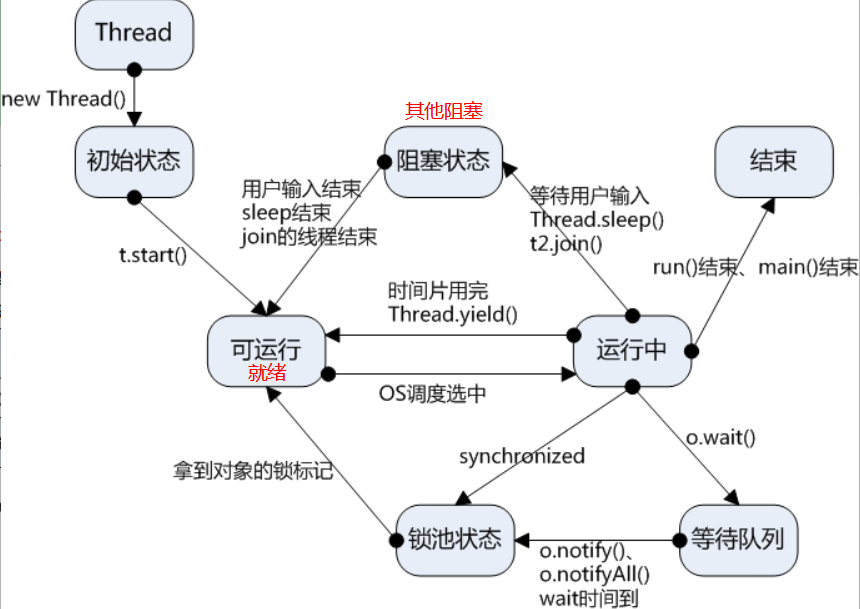 Thread
new Thread()
其他阻塞
初始状态
阻塞状态
结束
用户输入结束
sleep结束
join的线程结束
等待用户输入
Thread.sleep()
t2.join()
t.start()
run()结束、main()结束
时间片用完
Thread.yield()
可运行
就绪
运行中
OS调度选中
synchronized
o.wait()
拿到对象的锁标记
锁池状态
等待队列
o.notify()、
o.notifyAll()
wait时间到